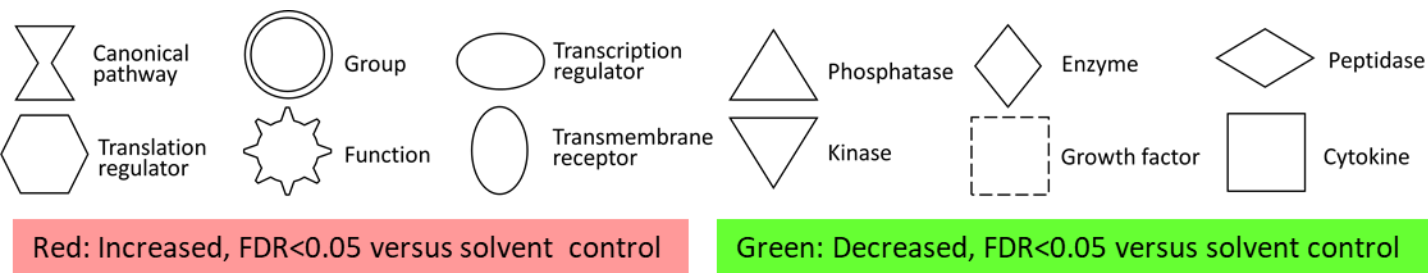 Canonical
pathway
Group
Transcription
regulator
Phosphatase
Enzyme
Peptidase
Translation
regulator
Function
Transmembrane
receptor
Kinase
Growth factor
Cytokine
Red: Increased, FDR<0.05 versus solvent control
Green: Decreased, FDR<0.05 versus solvent control